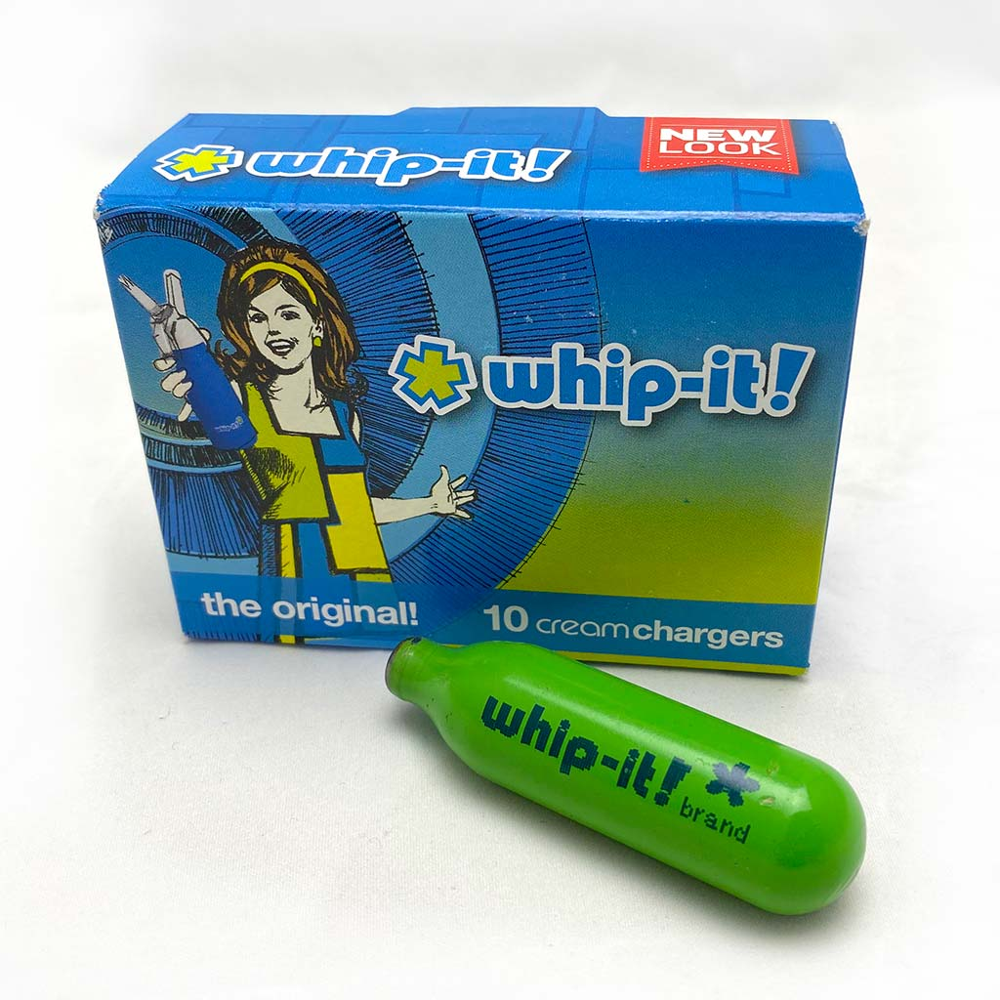 whip-it!
NEW
LOOK
whip-it!
the original!
10 creamchargers
whip-it!
brand